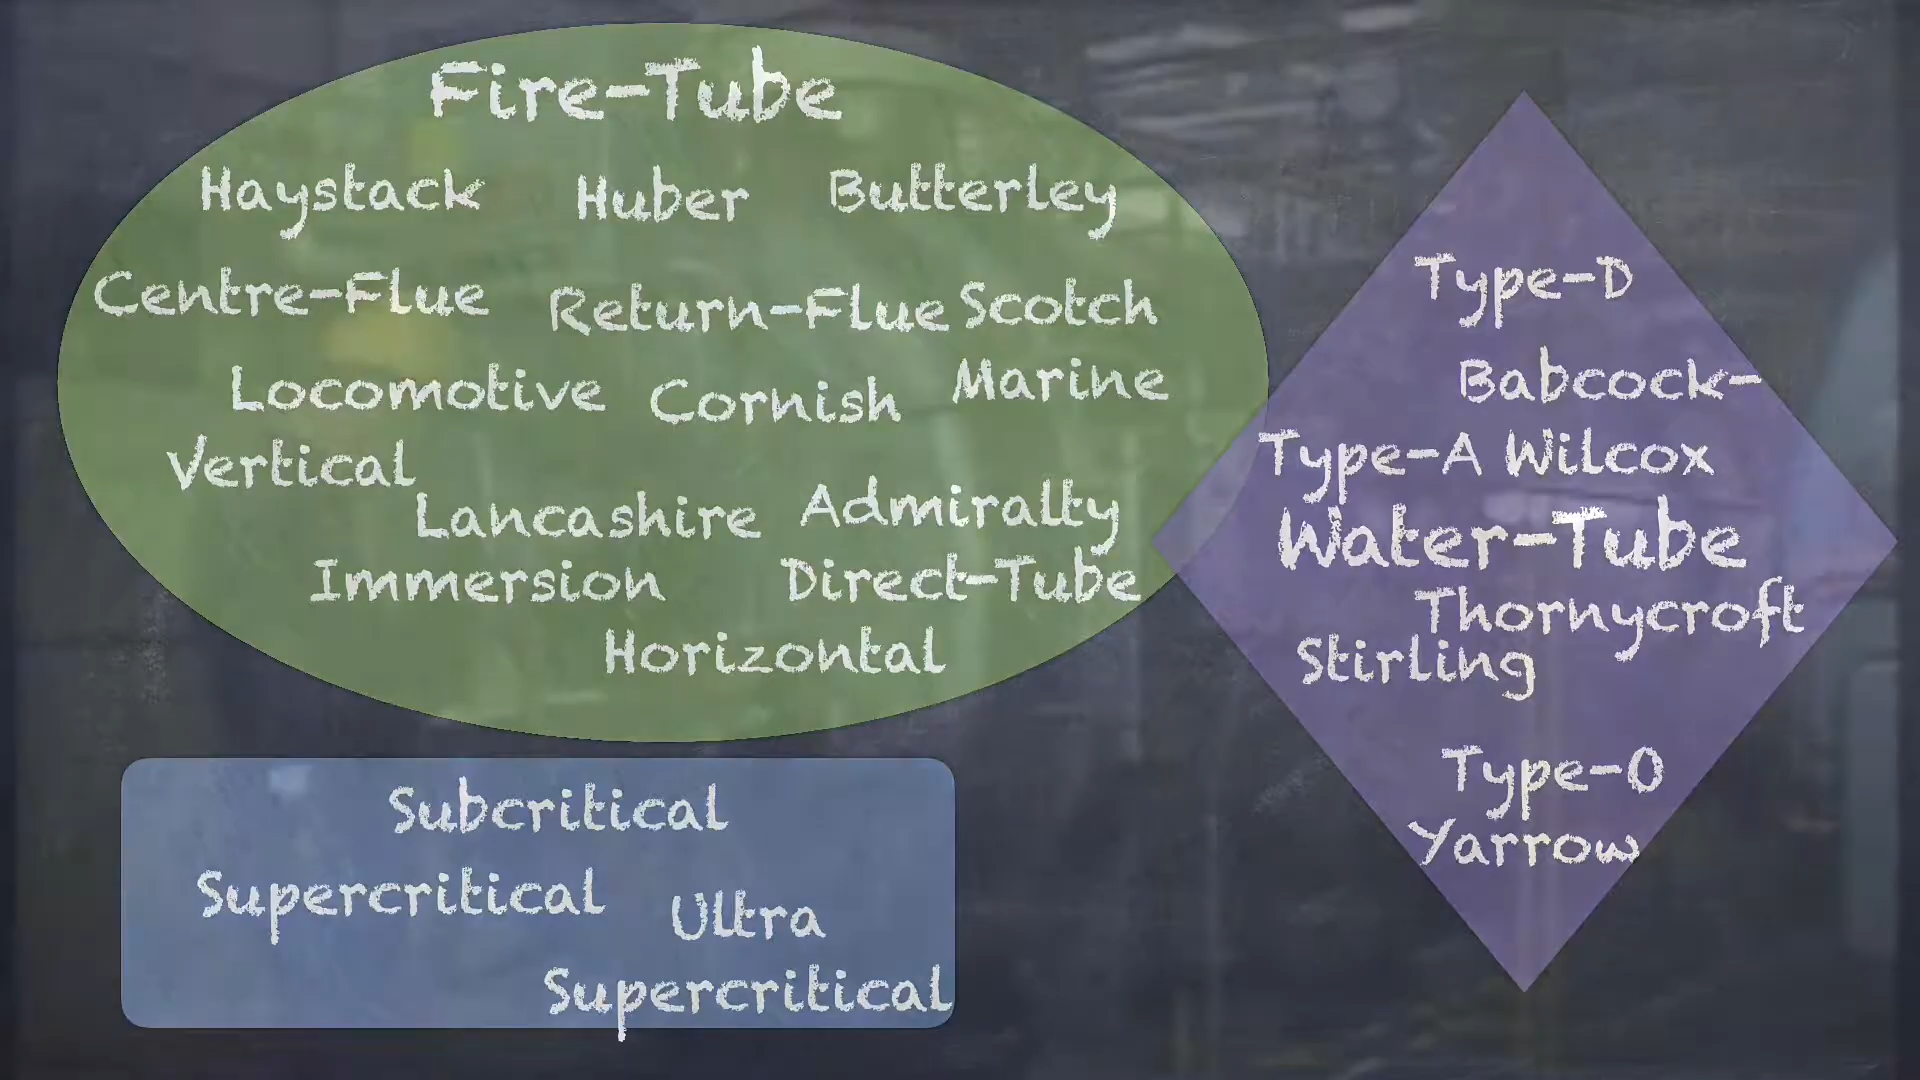 Fire-Tube
Haystack Huber Butterley
Centre-Flue Return-Flue Scotch
Locomotive Cornish Marine
Vertical
Lancashire Admiralty
Immersion Direct-Tube
Horizontal
Type-D
Babcock-
Type-A Wilcox
Water-Tube
Thornycroft
Stirling
Type-O
Yarrow
Subcritical
Supercritical Ultra
Supercritical